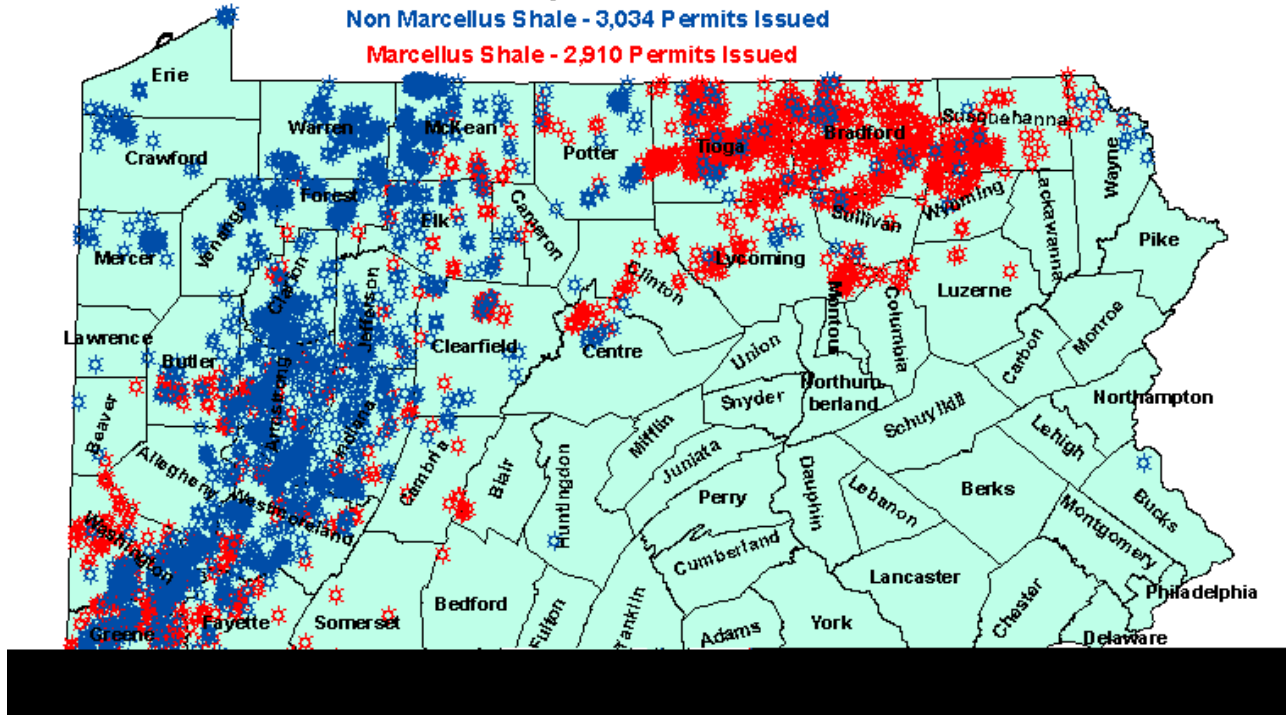 Non Marcellus Shale - 3,034 Permits Issued
Marcellus Shale - 2,910 Permits Issued
Erie
Warren
McKean
Potter
Tioga
Bradford
Susquehanna
Crawford
Wayne
Forest
Elk
Cameron
Sullivan
Wyoming
Lackawanna
Venango
Mercer
Clarion
Jefferson
Clinton
Lycoming
Pike
Luzerne
Lawrence
Butler
Clearfield
Centre
Union
Montour
Columbia
Carbon
Monroe
Beaver
Armstrong
Indiana
Snyder
Northum
berland
Schuylkill
Northampton
Allegheny
Westmoreland
Cambria
Blair
Huntingdon
Mifflin
Juniata
Perry
Dauphin
Lebanon
Berks
Lehigh
Bucks
Montgomery
Washington
Cumberland
Lancaster
Chester
Philadelphia
Greene
Fayette
Somerset
Bedford
Fulton
ranklin
Adams
York
Delaware